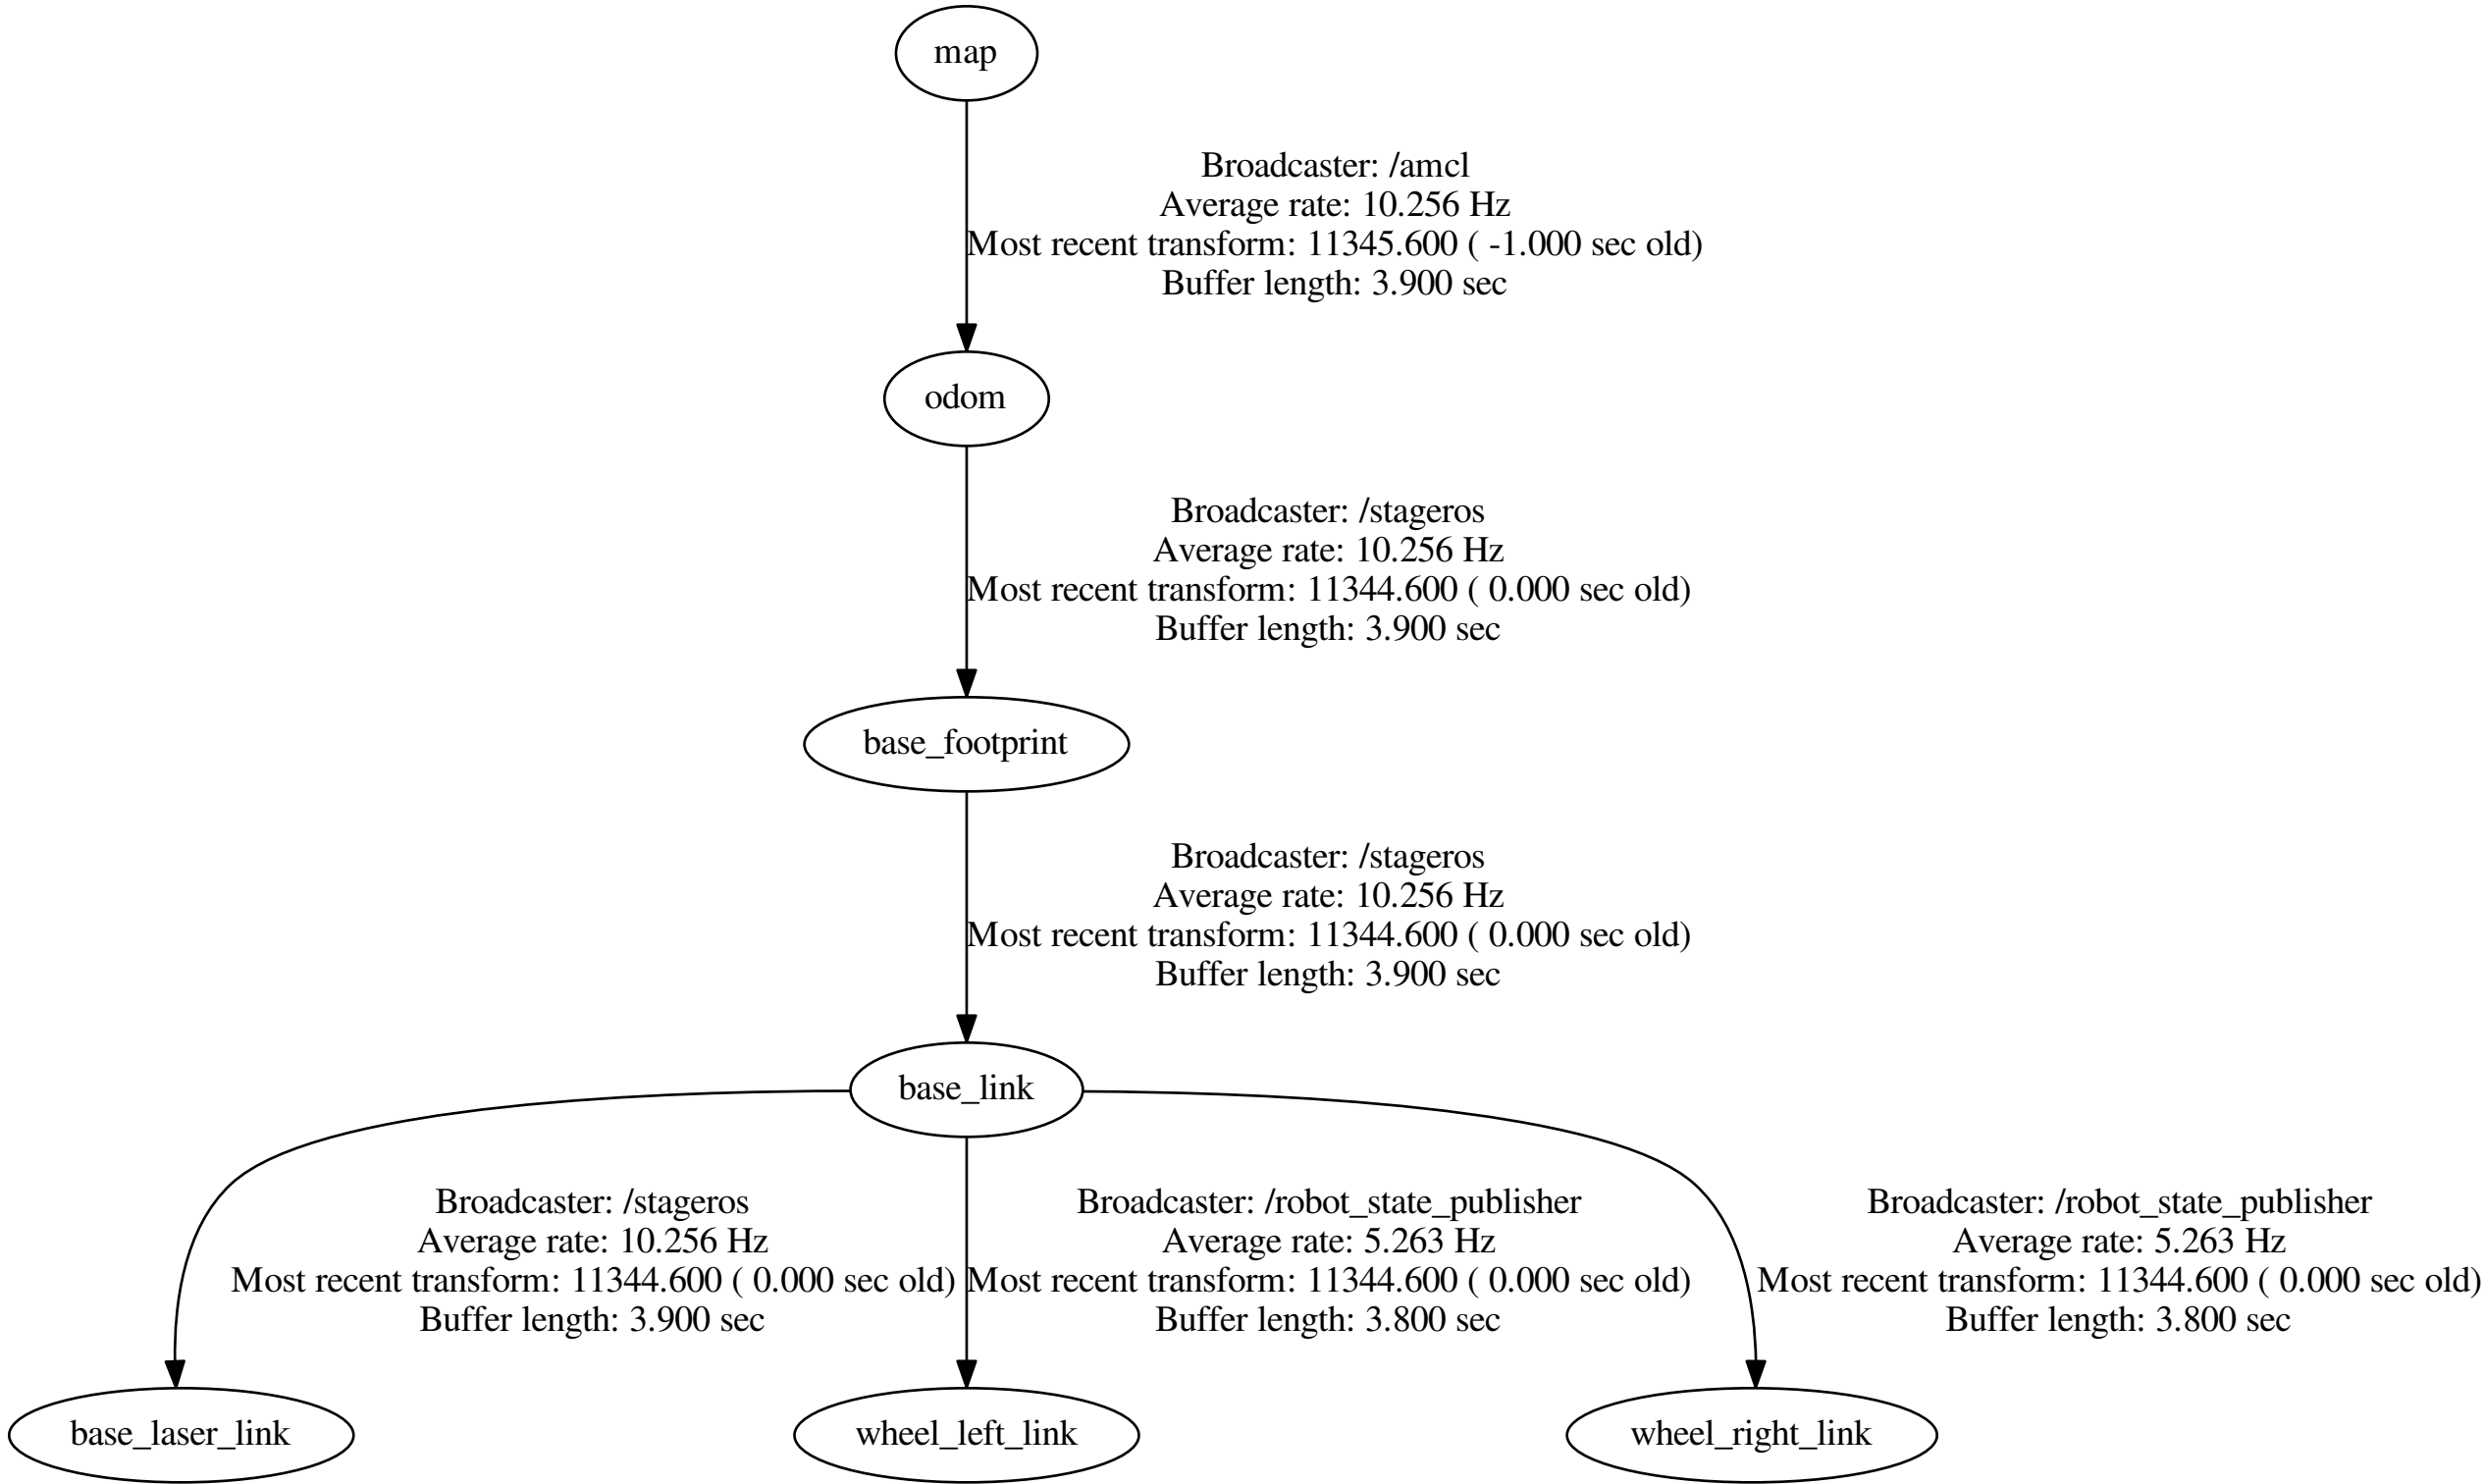 map
Broadcaster: /amcl
Average rate: 10.256 Hz
Most recent transform: 11345.600 ( -1.000 sec old)
Buffer length: 3.900 sec
odom
Broadcaster: /stageros
Average rate: 10.256 Hz
Most recent transform: 11344.600 ( 0.000 sec old)
Buffer length: 3.900 sec
base_footprint
Broadcaster: /stageros
Average rate: 10.256 Hz
Most recent transform: 11344.600 ( 0.000 sec old)
Buffer length: 3.900 sec
base_link
Broadcaster: /stageros
Average rate: 10.256 Hz
Most recent transform: 11344.600 ( 0.000 sec old)
Buffer length: 3.900 sec
Broadcaster: /robot_state_publisher
Average rate: 5.263 Hz
Most recent transform: 11344.600 ( 0.000 sec old)
Buffer length: 3.800 sec
Broadcaster: /robot_state_publisher
Average rate: 5.263 Hz
Most recent transform: 11344.600 ( 0.000 sec old)
Buffer length: 3.800 sec
base_laser_link
wheel_left_link
wheel_right_link